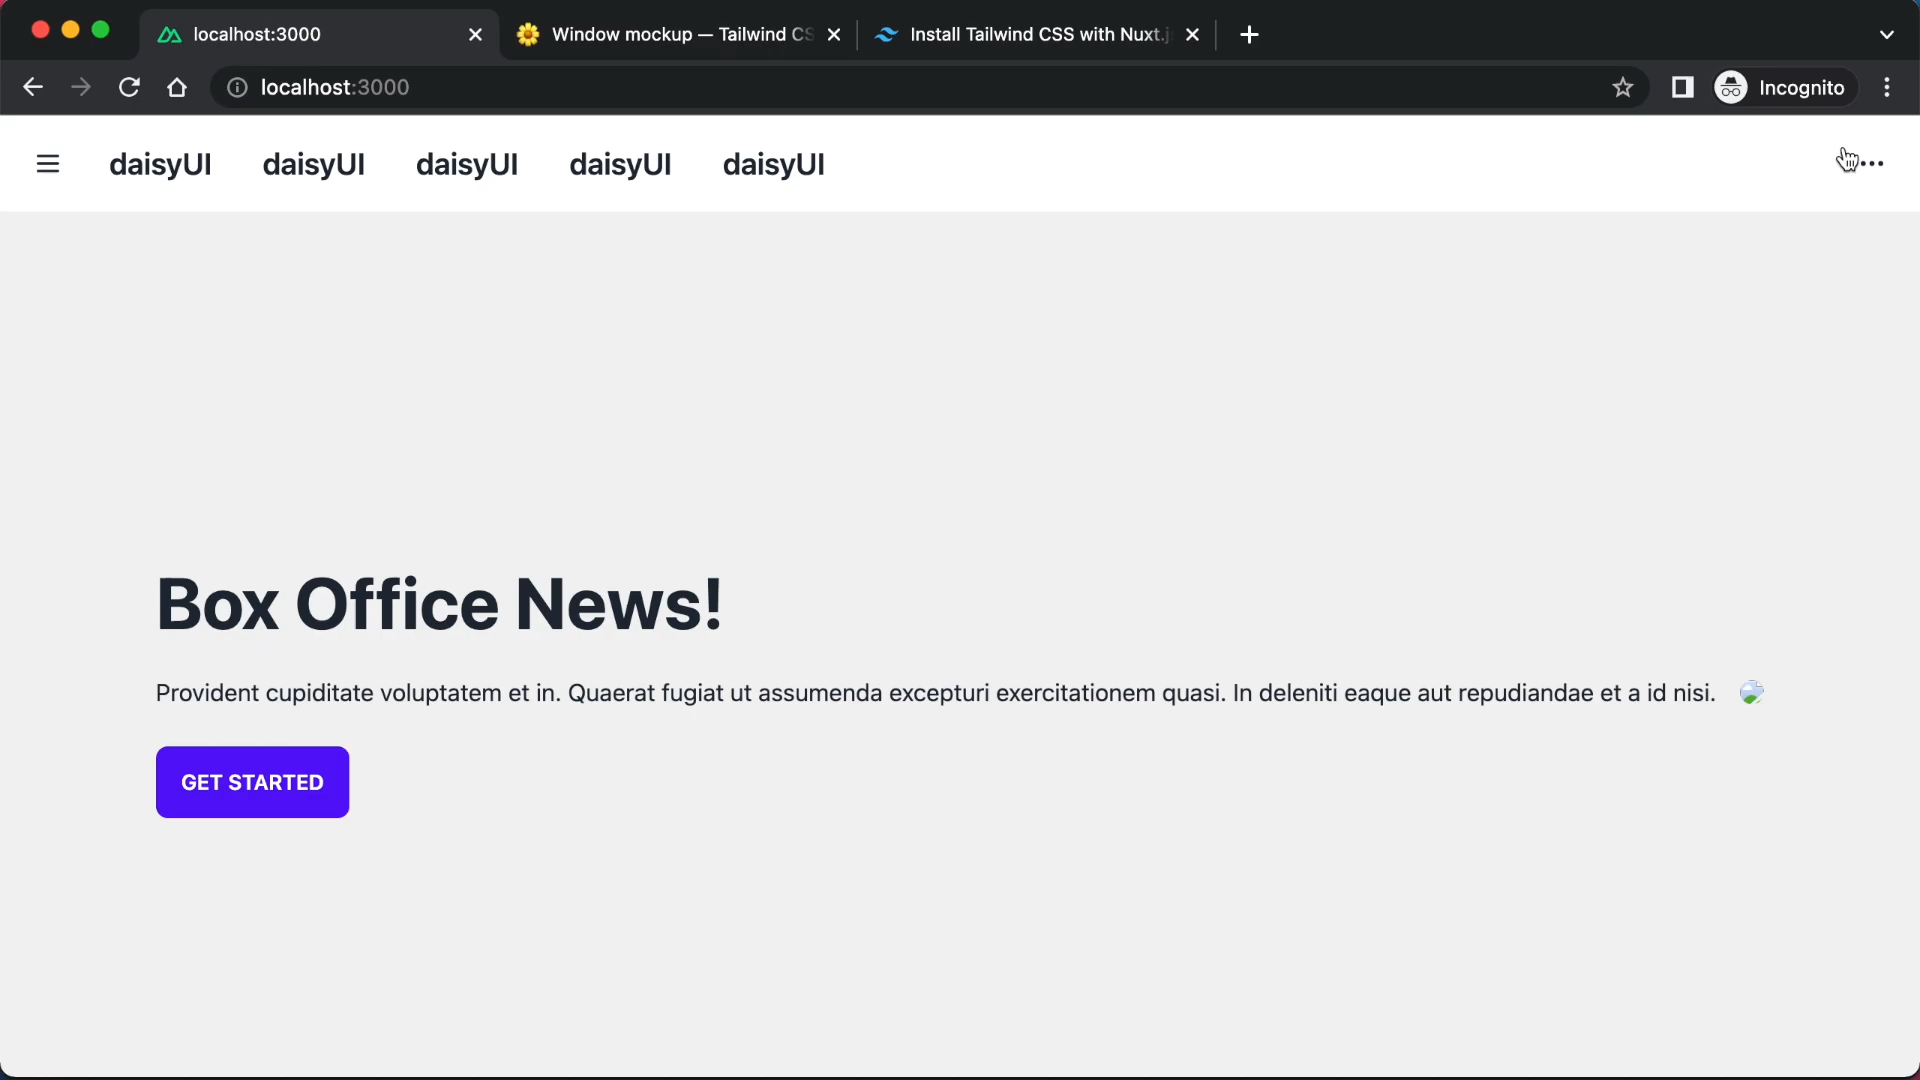 localhost:3000
Window mockup — Tailwind CS
Install Tailwind CSS with Nuxt.j
localhost:3000
Incognito
daisyUI daisyUI daisyUI daisyUI daisyUI
Box Office News!
Provident cupiditate voluptatem et in. Quaerat fugiat ut assumenda excepturi exercitationem quasi. In deleniti eaque aut repudiandae et a id nisi.
GET STARTED